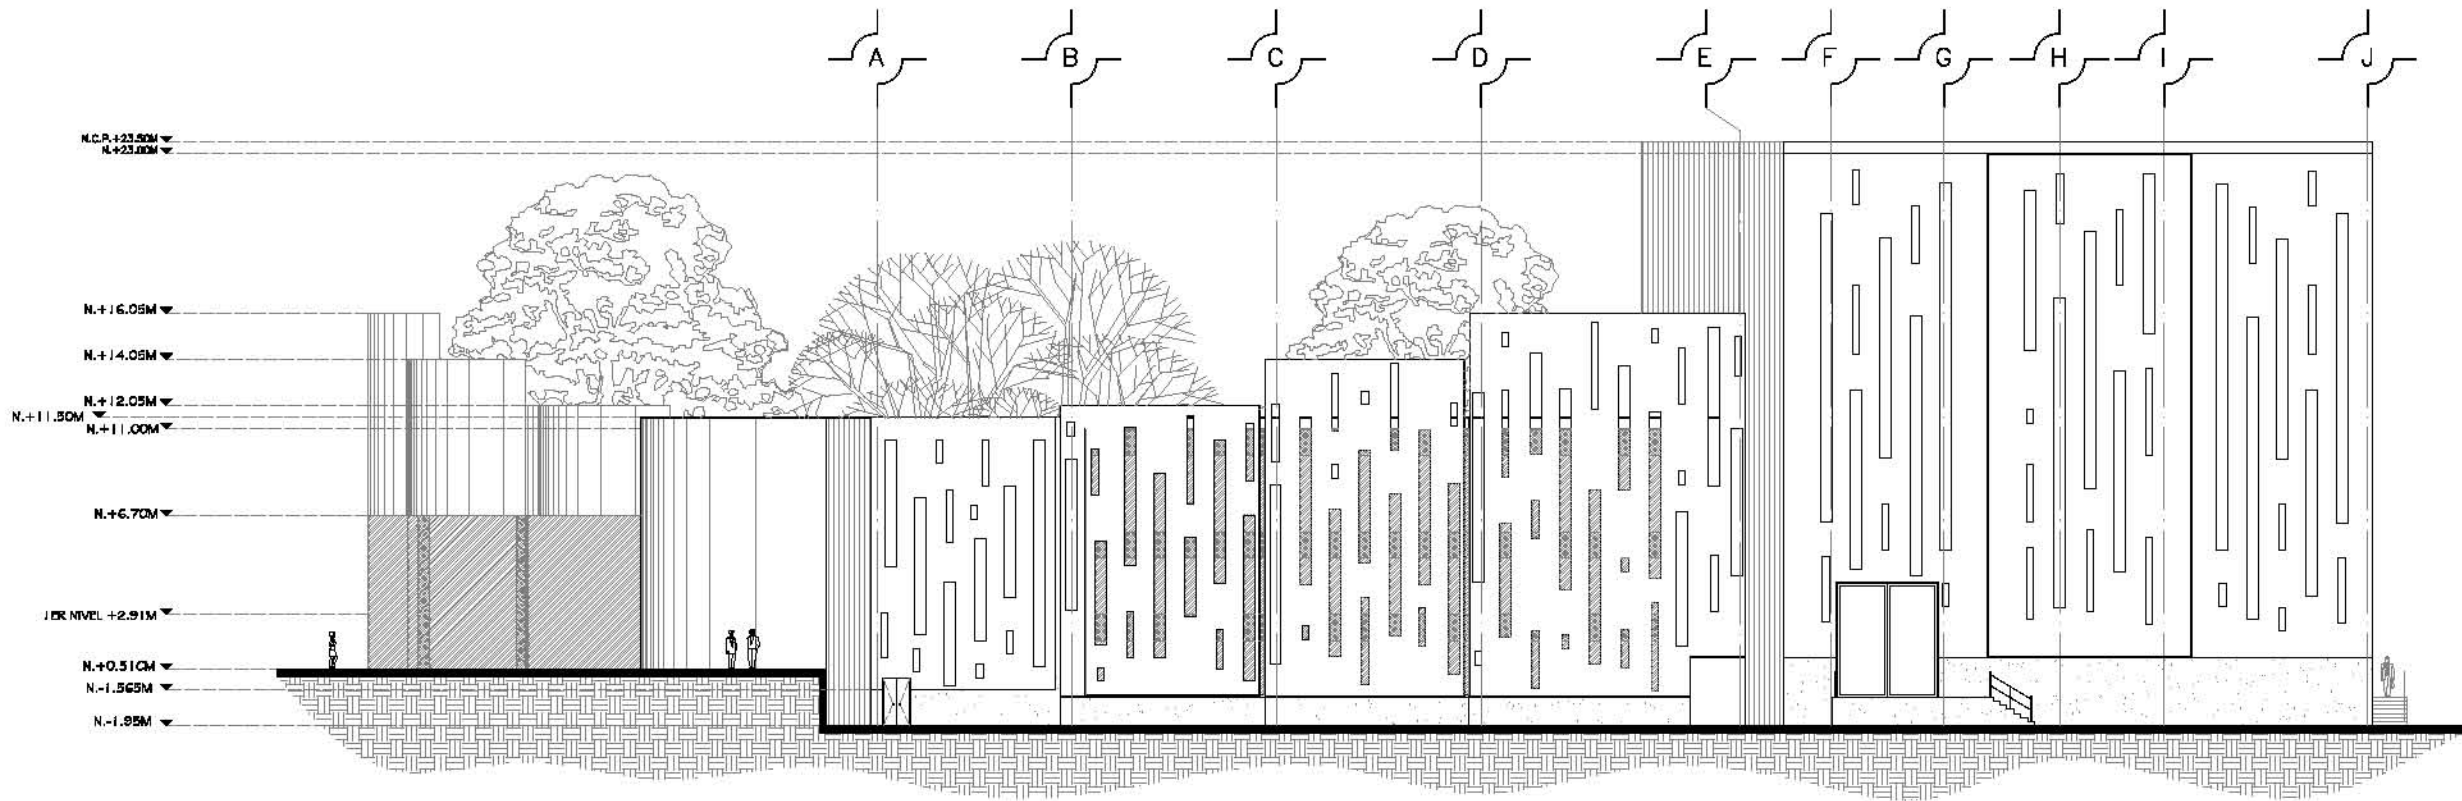 A B C D E F G H I J
N.C.P.+23.50M
N.+23.00M
N.+16.05M
N.+14.05M
N.+12.05M
N.+11.50M
N.+11.00M
N.+6.70M
1ER NIVEL +2.91M
N.+0.51CM
N.-1.565M
N.-1.95M